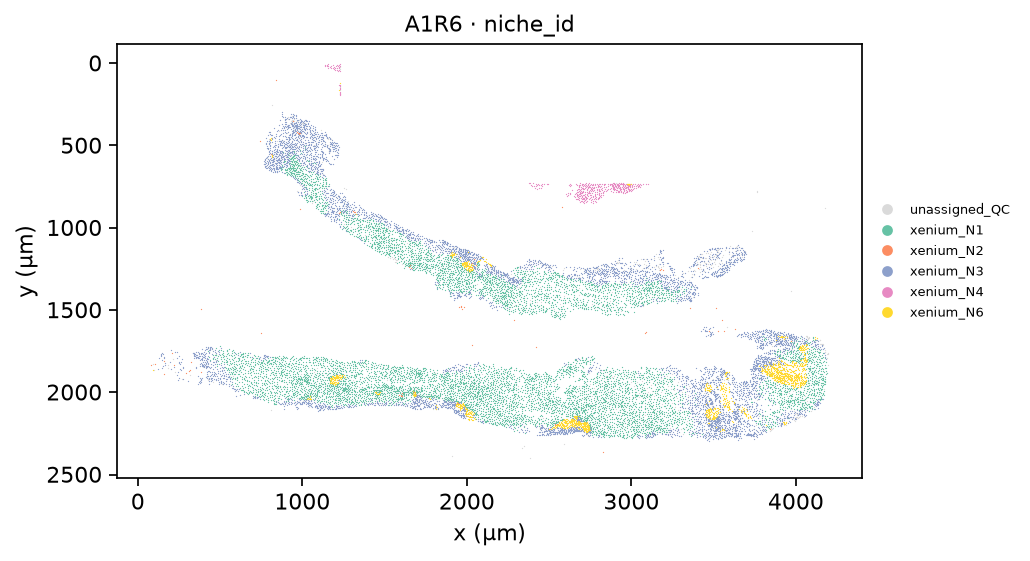 A1R6 · niche_id
0
500
1000
1500
2000
2500
y (µm)
0
1000
2000
3000
4000
x (µm)
unassigned_QC
xenium_N1
xenium_N2
xenium_N3
xenium_N4
xenium_N6